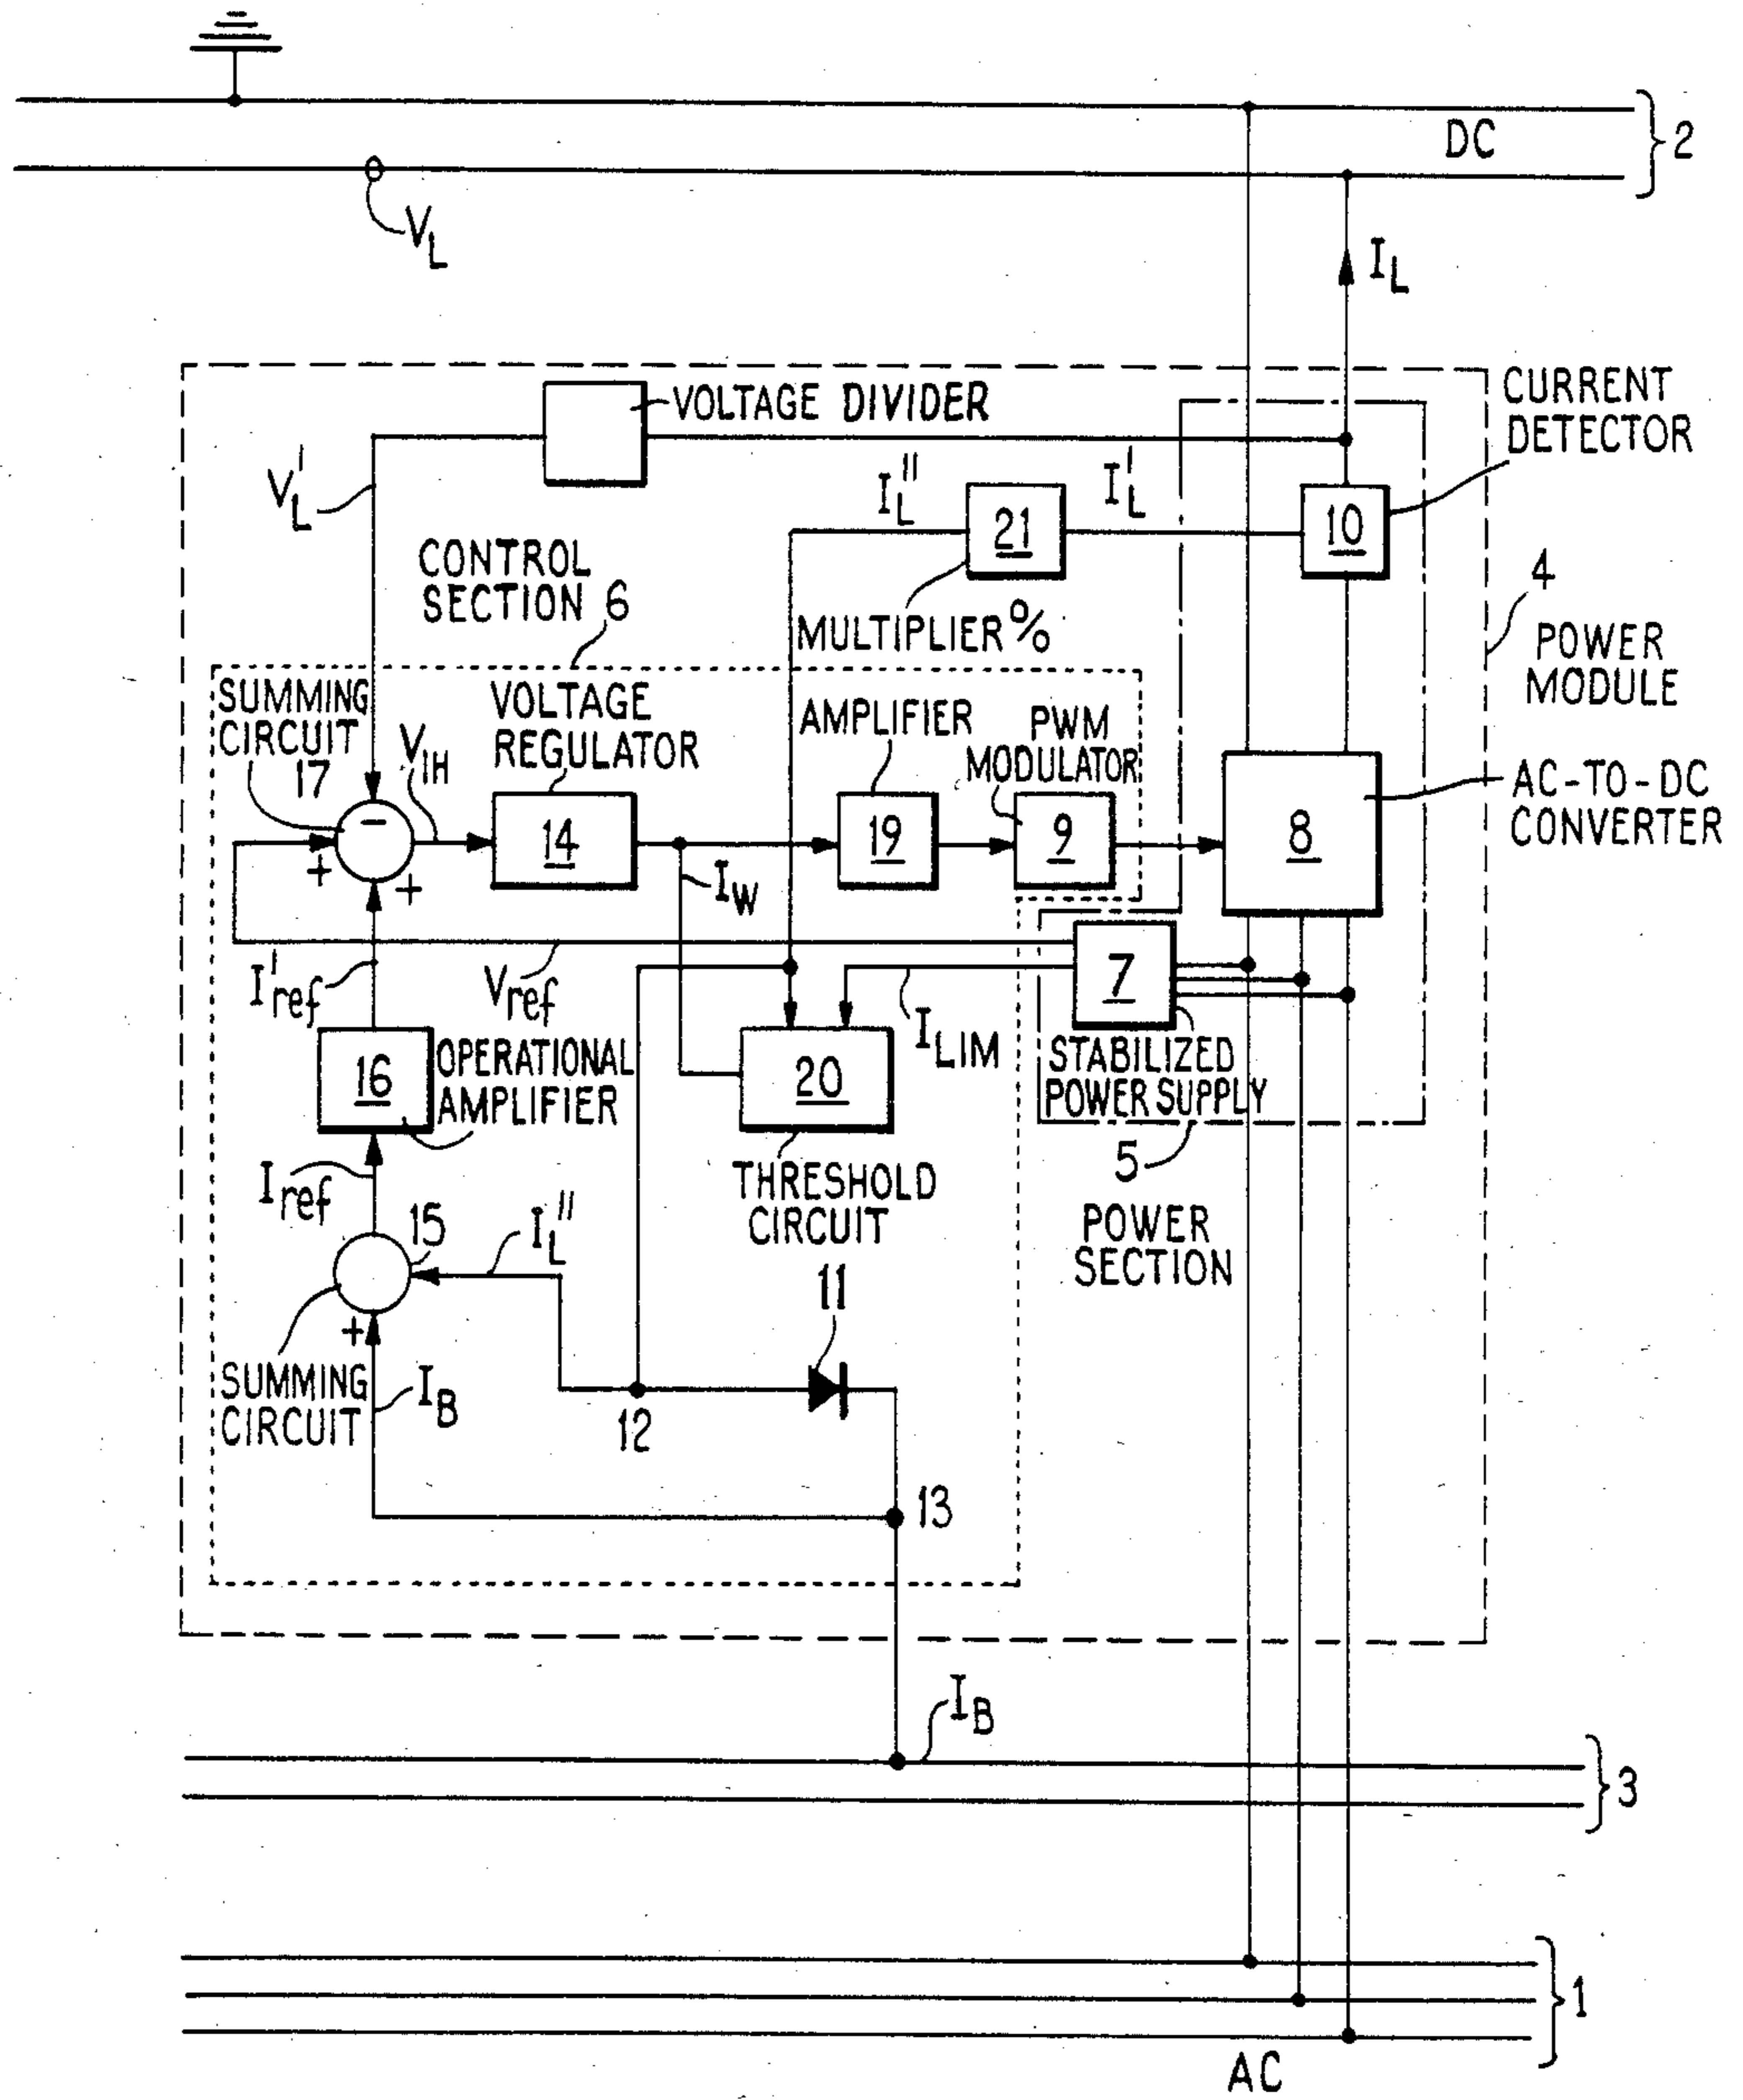 DC
2
V_L
I_L
VOLTAGE DIVIDER
CURRENT
DETECTOR
V'_L
I''_L
I'_L
21
10
CONTROL
SECTION 6
MULTIPLIER %
4
POWER
MODULE
SUMMING
CIRCUIT
17
V_IH
VOLTAGE
REGULATOR
AMPLIFIER
PWM
MODULATOR
AC-TO-DC
CONVERTER
−
+
+
14
19
9
8
I_W
I'_ref
V_ref
7
I_LIM
16
OPERATIONAL
AMPLIFIER
20
STABILIZED
POWER SUPPLY
5
THRESHOLD
CIRCUIT
POWER
SECTION
I_ref
15
I''_L
11
+
SUMMING
CIRCUIT
I_B
12
13
I_B
3
1
AC